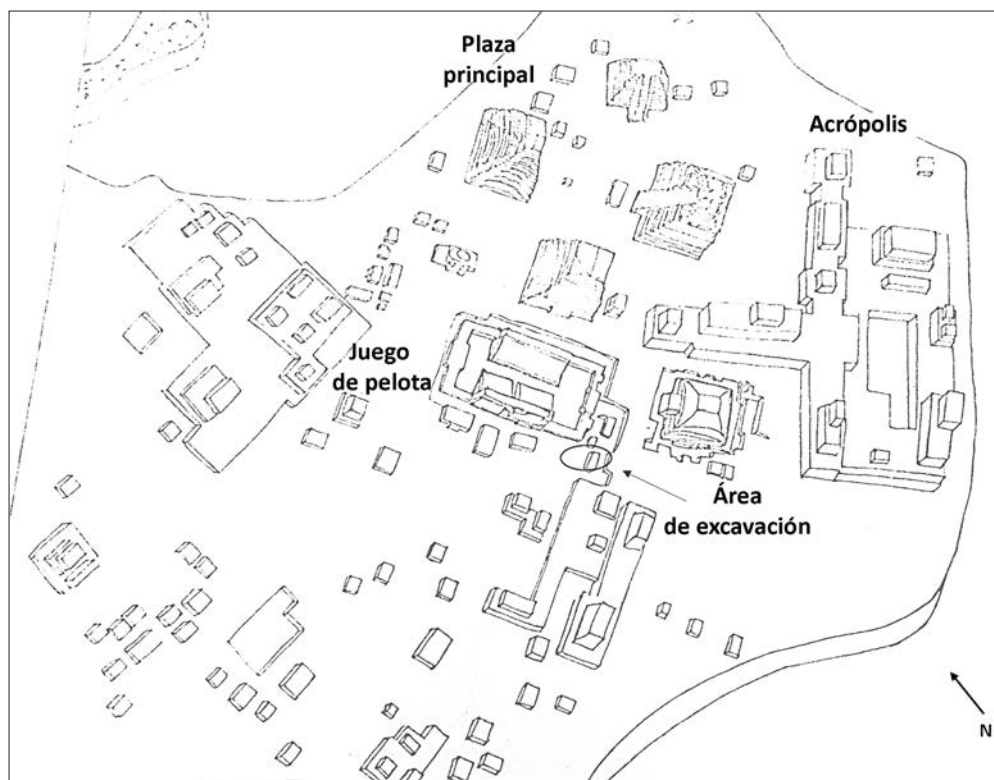 Plaza
principal
Acrópolis
Juego
de pelota
Área
de excavación
N